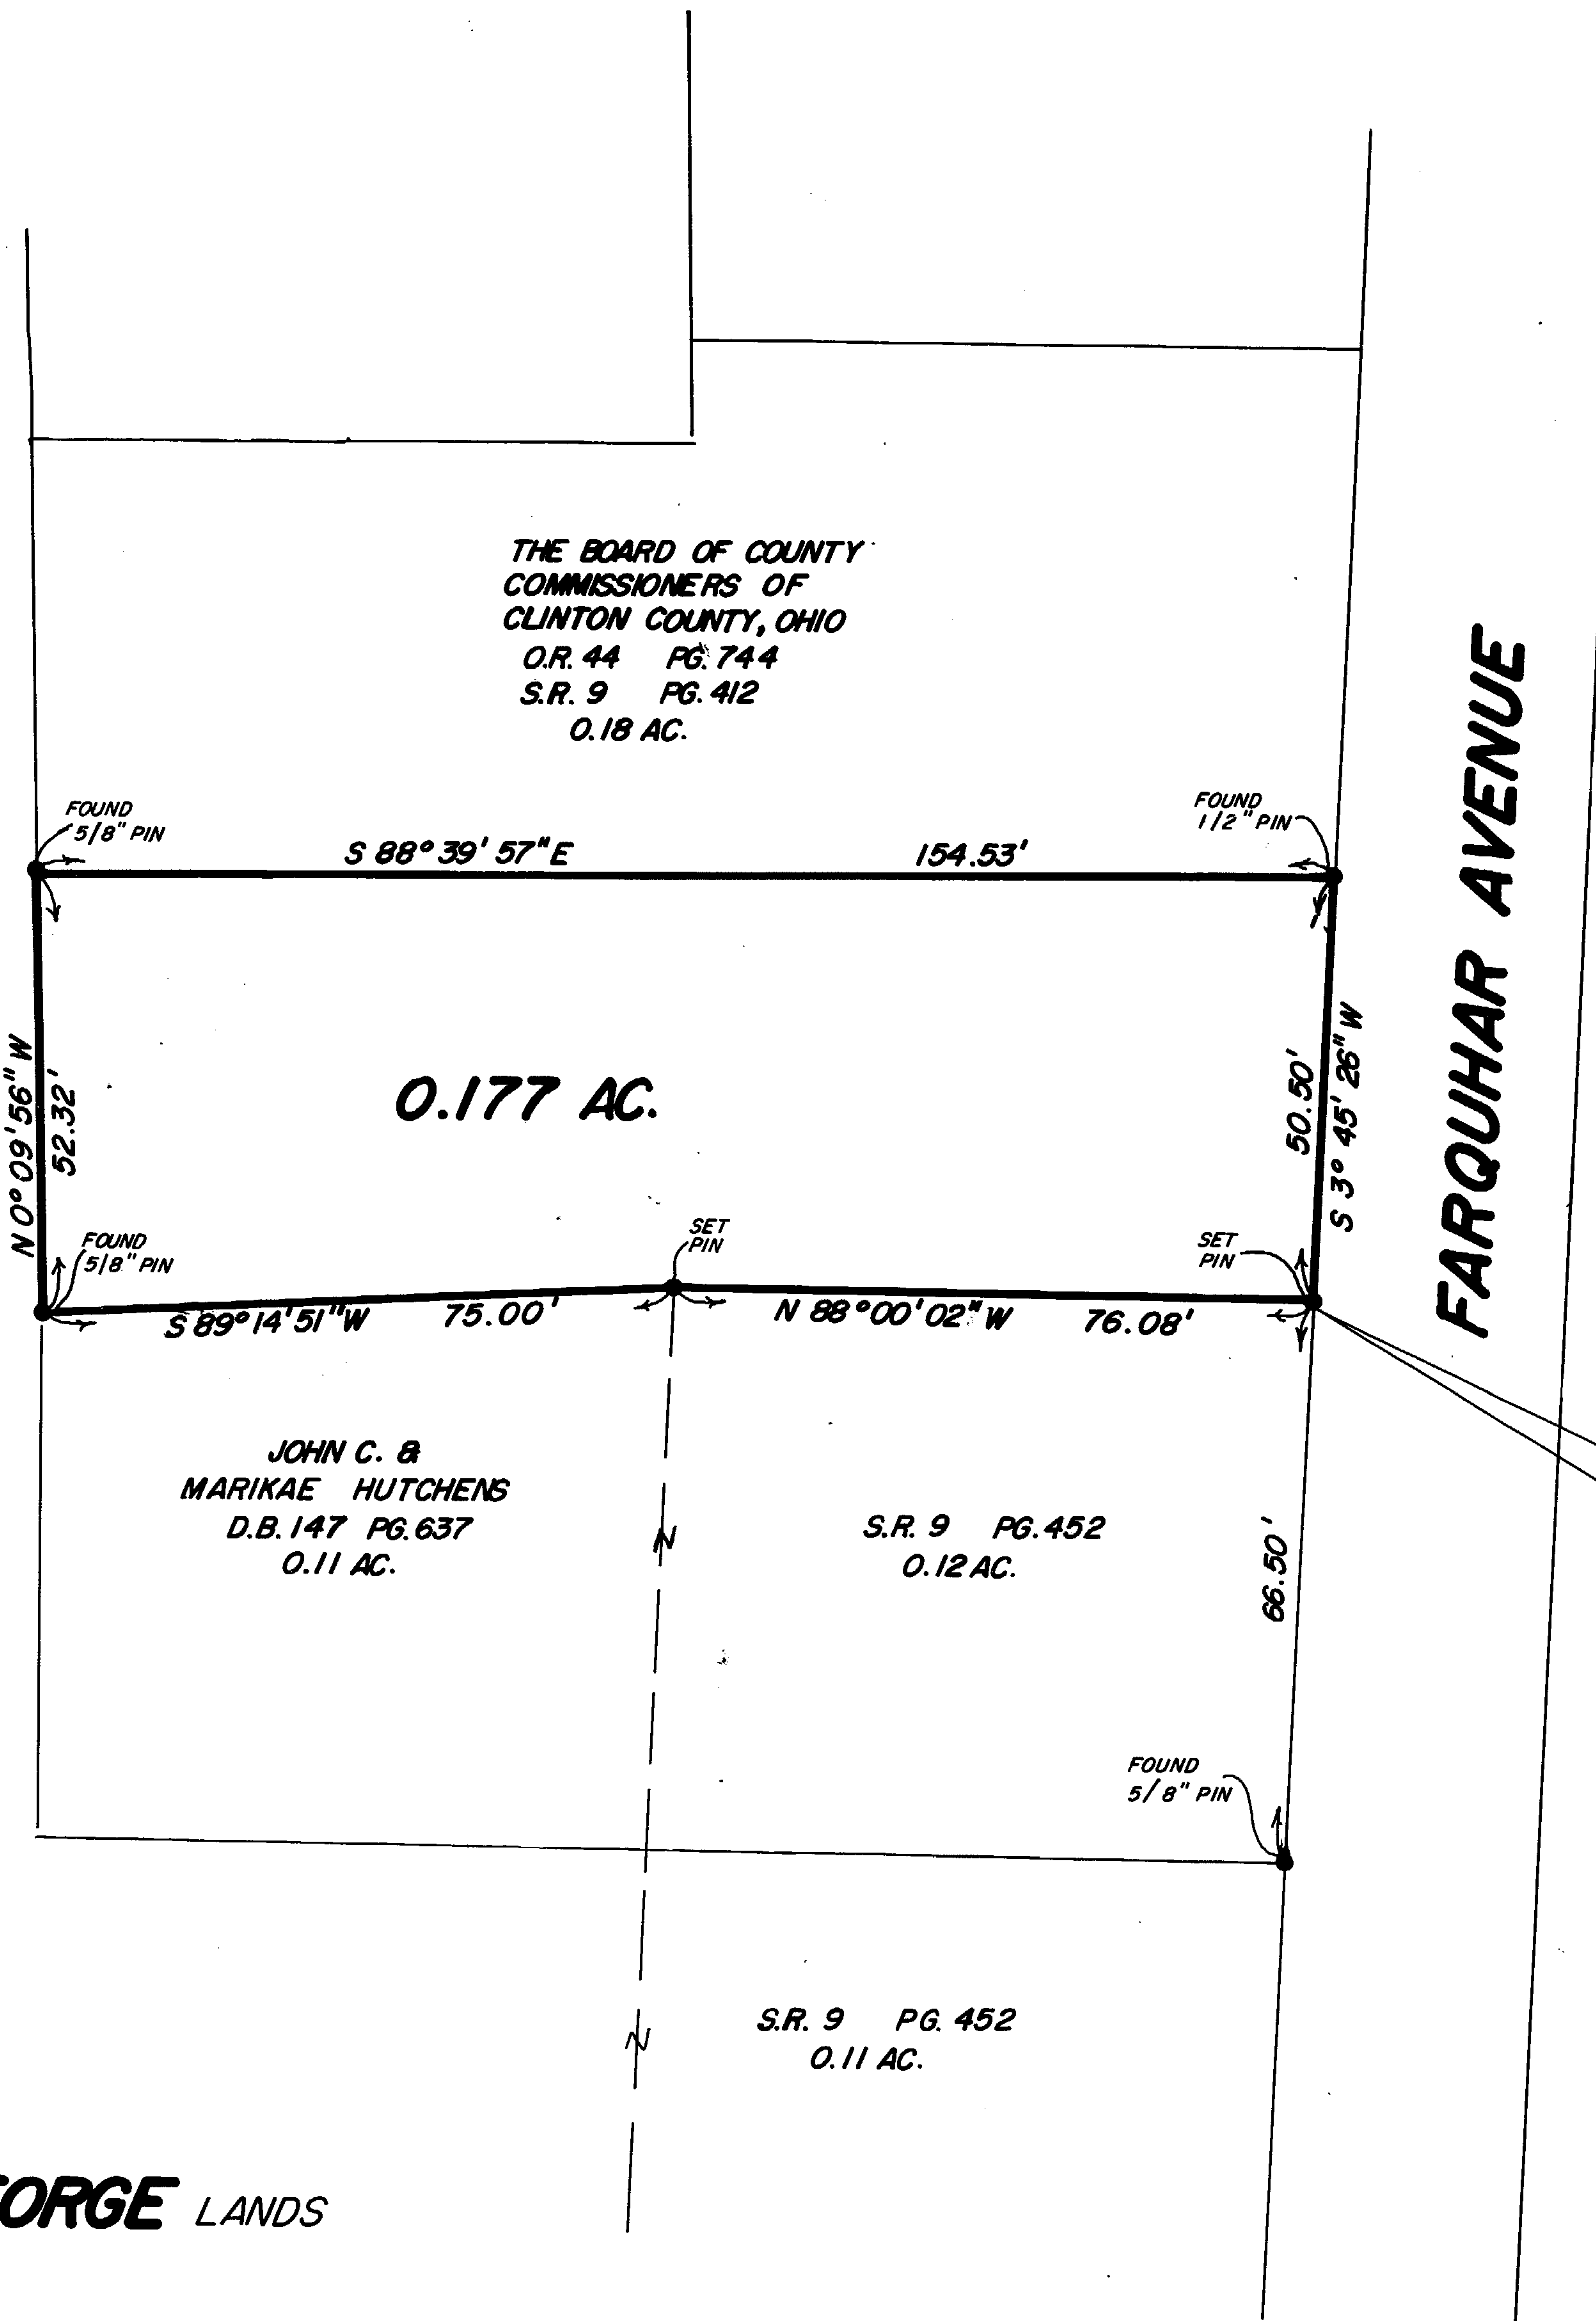 THE BOARD OF COUNTY
COMMISSIONERS OF
CLINTON COUNTY, OHIO
O.R. 44 PG. 744
S.R. 9 PG. 412
0.18 AC.
FOUND
5/8" PIN
FOUND
1/2" PIN
S 88° 39' 57" E 154.53'
N 0° 09' 56" W
52.32'
0.177 AC.
50.50'
S 3° 45' 26" W
FARQUHAR AVENUE
FOUND
5/8" PIN
SET
PIN
SET
PIN
S 89° 14' 51" W 75.00'
N 88° 00' 02" W 76.08'
JOHN C. &
MARIKAE HUTCHENS
D.B. 147 PG. 637
0.11 AC.
S.R. 9 PG. 452
0.12 AC.
66.50'
FOUND
5/8" PIN
S.R. 9 PG. 452
0.11 AC.
ORGE LANDS